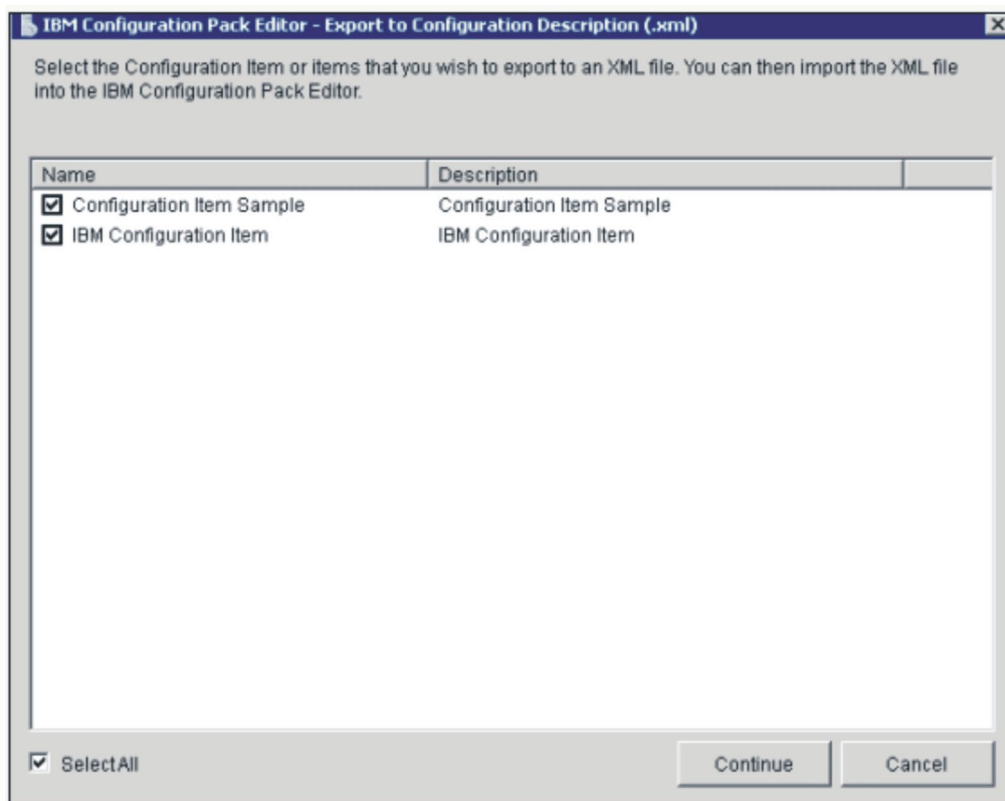 IBM Configuration Pack Editor - Export to Configuration Description (.xml)
Select the Configuration Item or items that you wish to export to an XML file. You can then import the XML file
into the IBM Configuration Pack Editor.
Name Description
Configuration Item Sample Configuration Item Sample
IBM Configuration Item IBM Configuration Item
Select All Continue Cancel